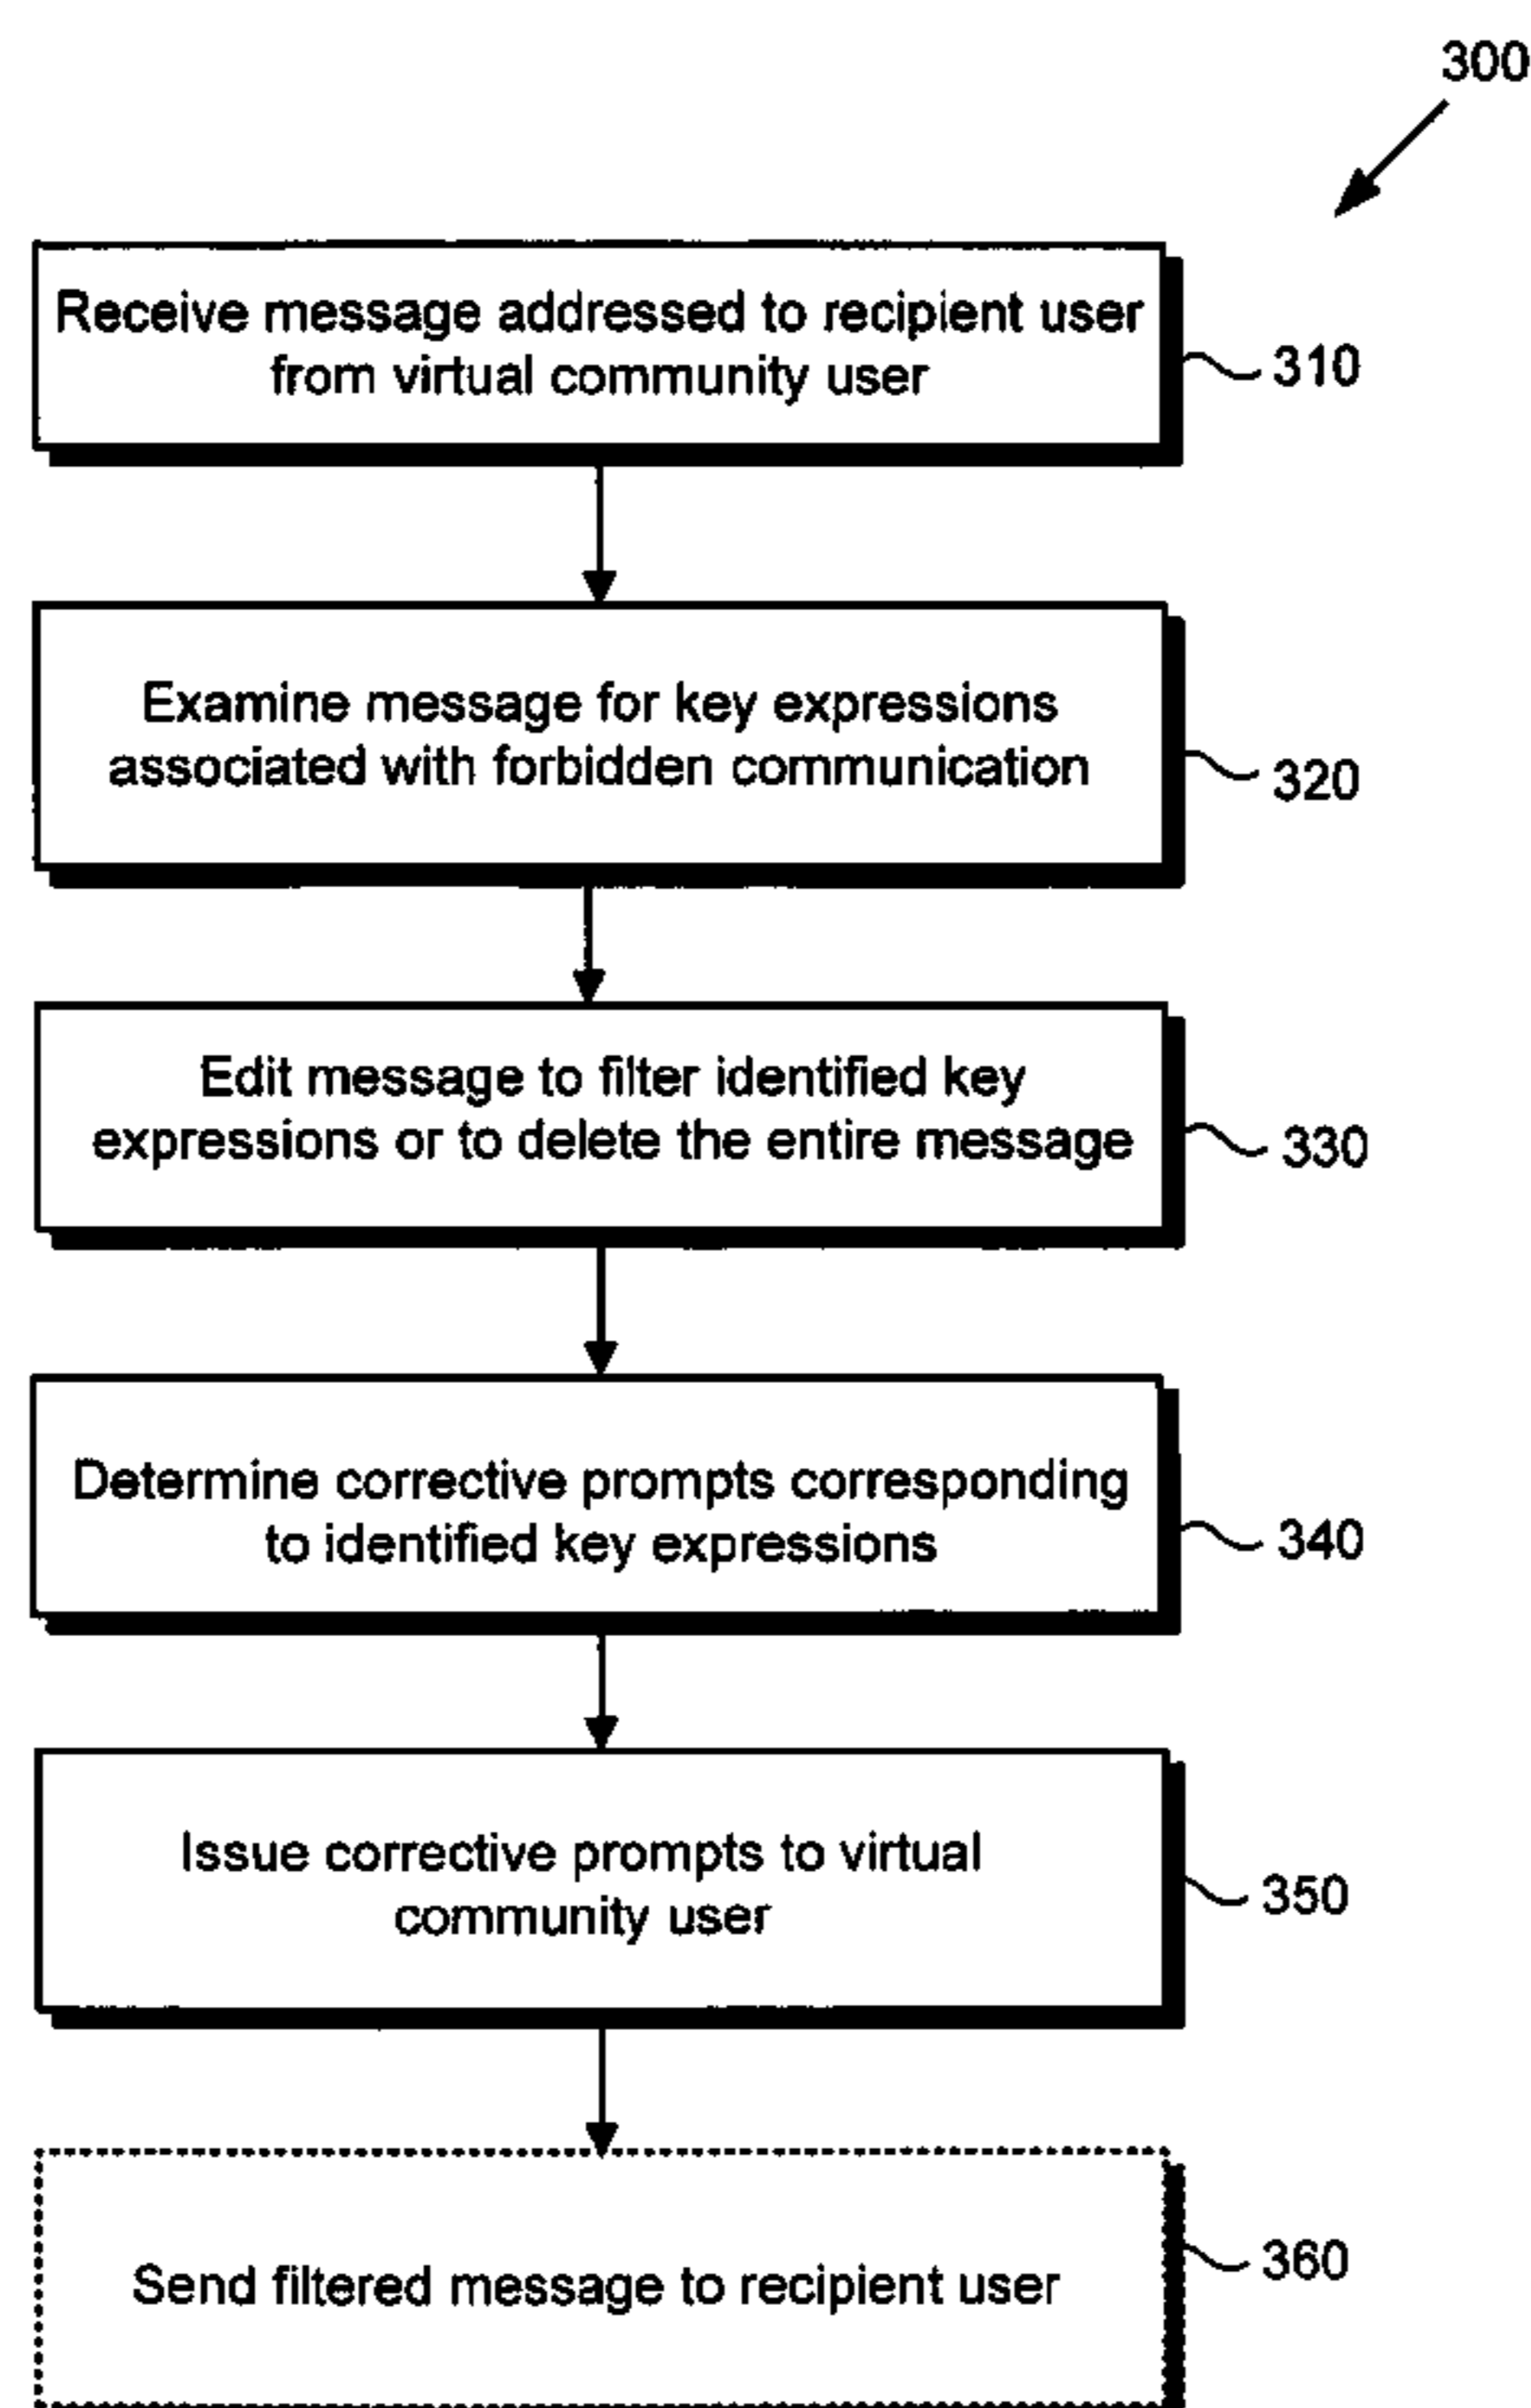 300
Receive message addressed to recipient user
from virtual community user
310
Examine message for key expressions
associated with forbidden communication
320
Edit message to filter identified key
expressions or to delete the entire message
330
Determine corrective prompts corresponding
to identified key expressions
340
Issue corrective prompts to virtual
community user
350
Send filtered message to recipient user
360